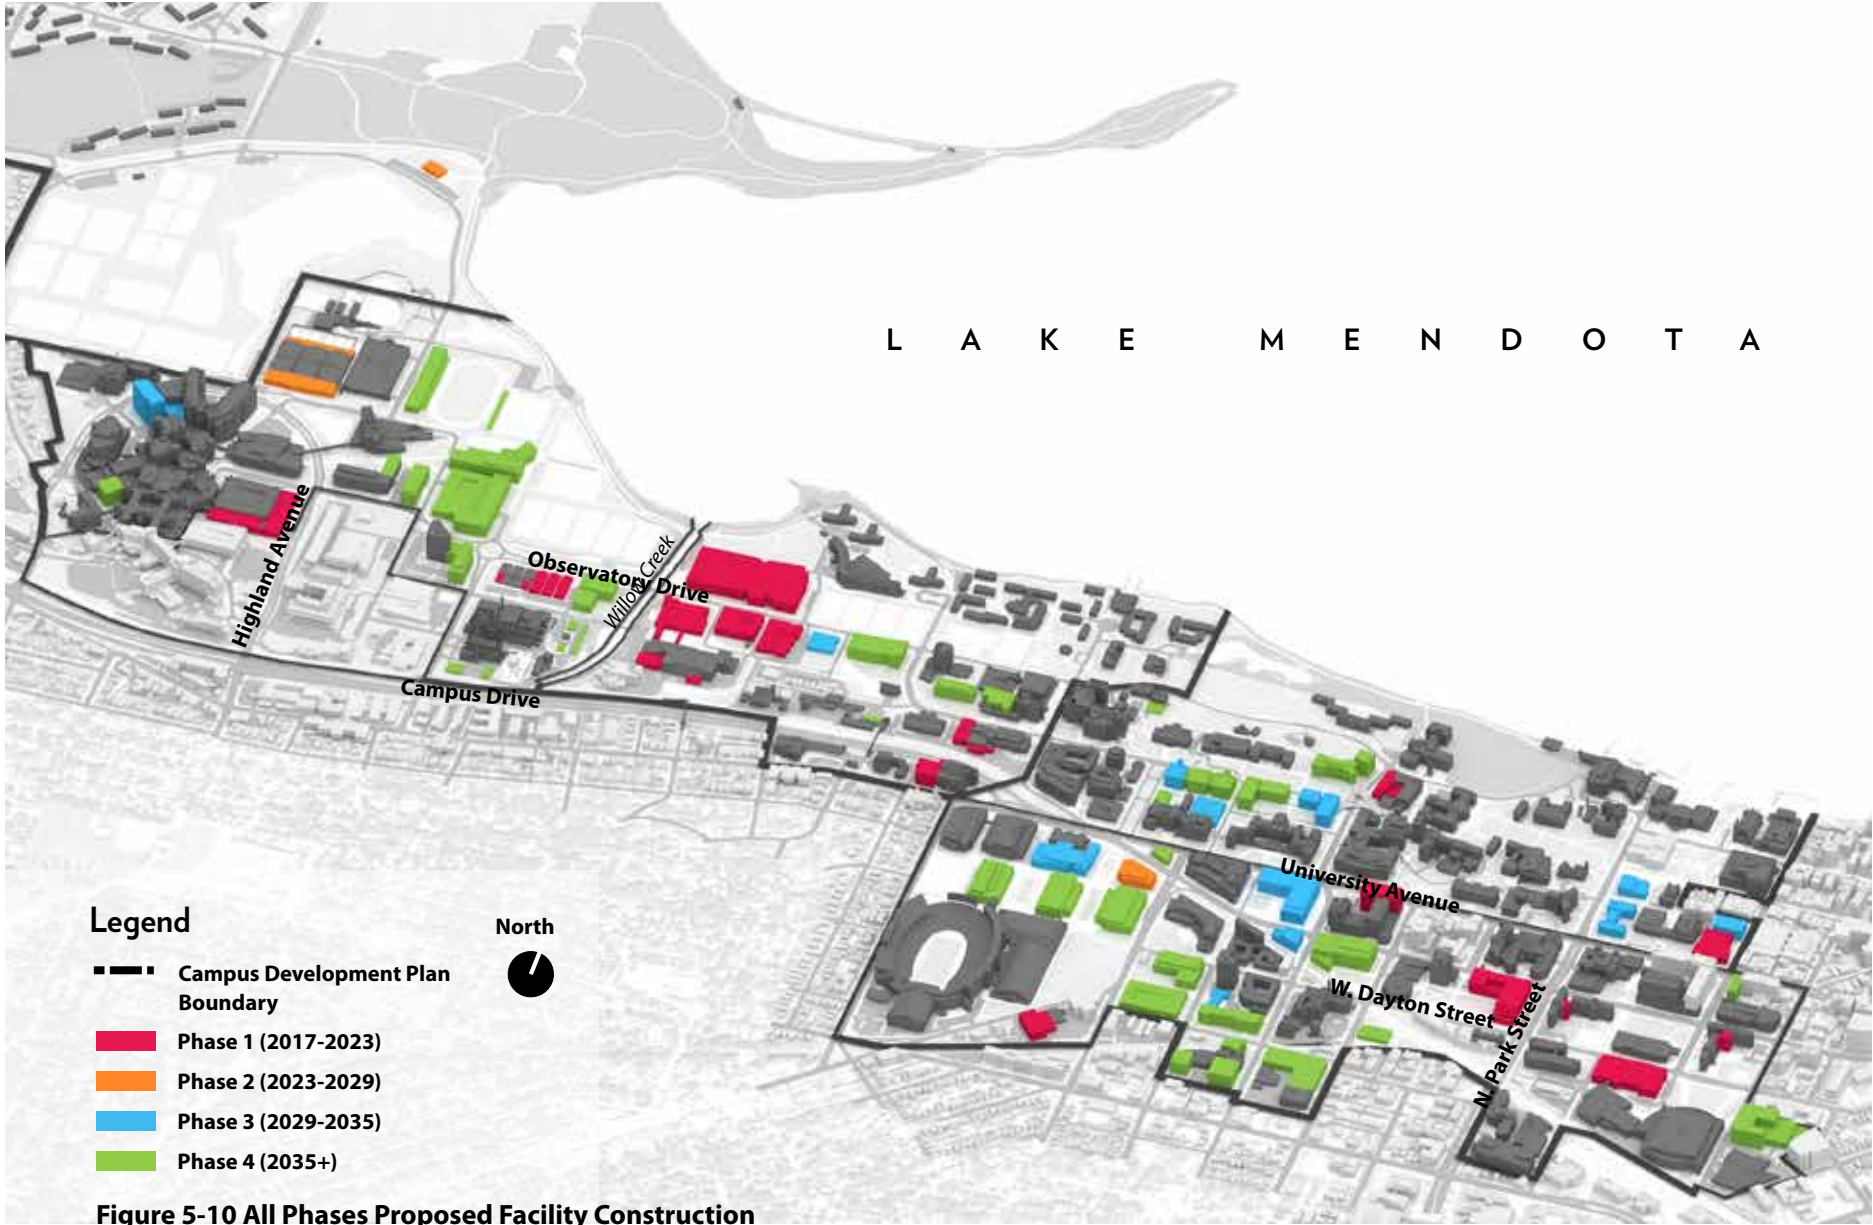 LAKE MENDOTA
Highland Avenue
Observatory Drive
Willow Creek
Campus Drive
University Avenue
W. Dayton Street
N. Park Street
Legend
North
Campus Development Plan
Boundary
Phase 1 (2017-2023)
Phase 2 (2023-2029)
Phase 3 (2029-2035)
Phase 4 (2035+)
Figure 5-10 All Phases Proposed Facility Construction